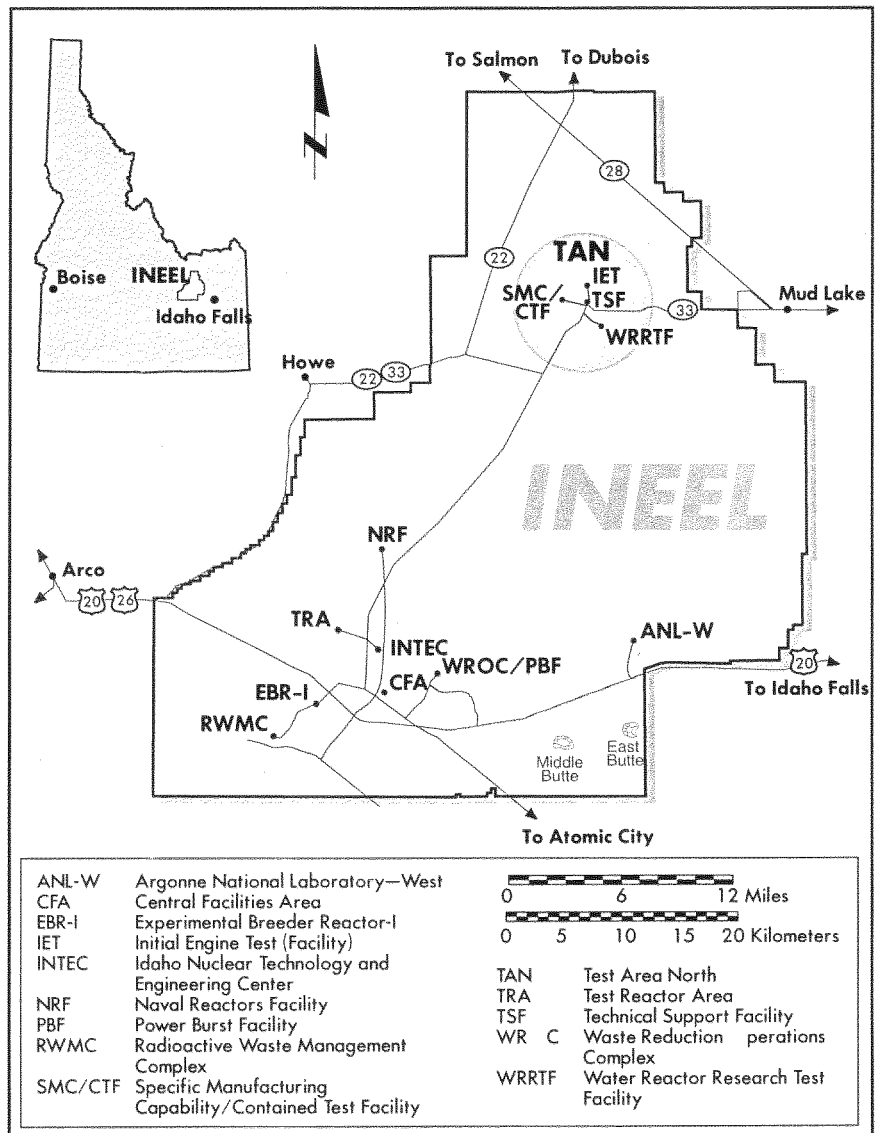 To Salmon
To Dubois
N
28
22
TAN
IET
SMC/
CTF
TSF
33
WRRTF
Mud Lake
Boise
INEEL
Idaho Falls
Howe
22
33
INEEL
NRF
Arco
20
26
TRA
INTEC
ANL-W
WROC/PBF
CFA
EBR-I
RWMC
20
To Idaho Falls
Middle
Butte
East
Butte
To Atomic City
ANL-W Argonne National Laboratory—West
CFA Central Facilities Area
EBR-I Experimental Breeder Reactor-I
IET Initial Engine Test (Facility)
INTEC Idaho Nuclear Technology and
Engineering Center
NRF Naval Reactors Facility
PBF Power Burst Facility
RWMC Radioactive Waste Management
Complex
SMC/CTF Specific Manufacturing
Capability/Contained Test Facility
0 6 12 Miles
0 5 10 15 20 Kilometers
TAN Test Area North
TRA Test Reactor Area
TSF Technical Support Facility
WR C Waste Reduction perations
Complex
WRRTF Water Reactor Research Test
Facility